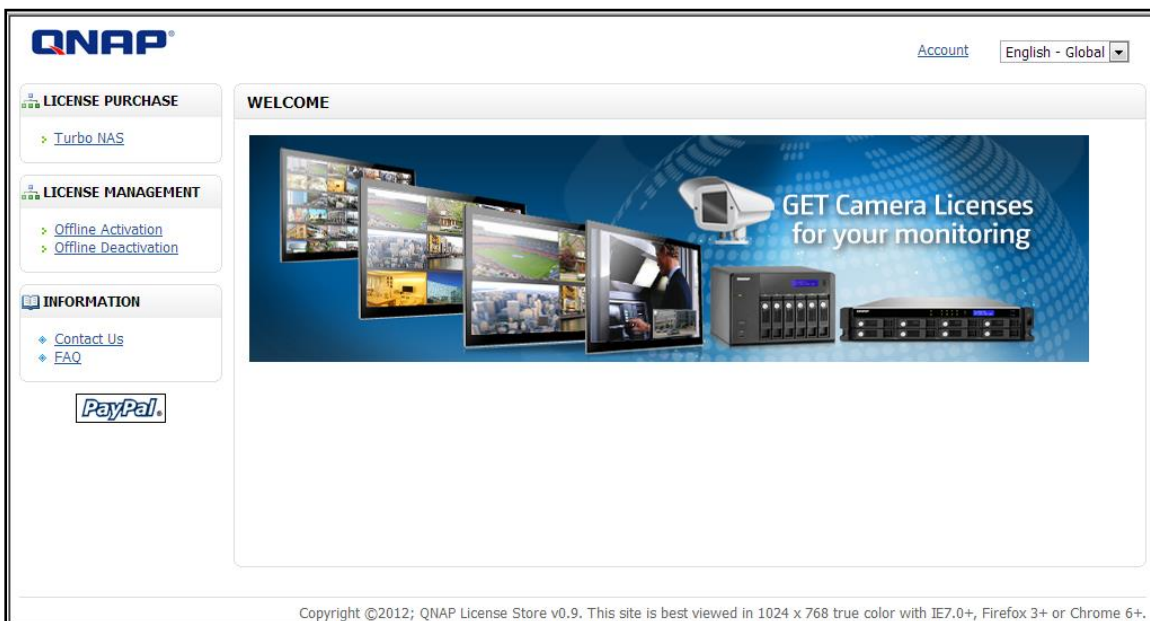 QNAP®
Account
English - Global
LICENSE PURCHASE
Turbo NAS
LICENSE MANAGEMENT
Offline Activation
Offline Deactivation
INFORMATION
Contact Us
FAQ
PayPal®
WELCOME
GET Camera Licenses
for your monitoring
Copyright ©2012; QNAP License Store v0.9. This site is best viewed in 1024 x 768 true color with IE7.0+, Firefox 3+ or Chrome 6+.